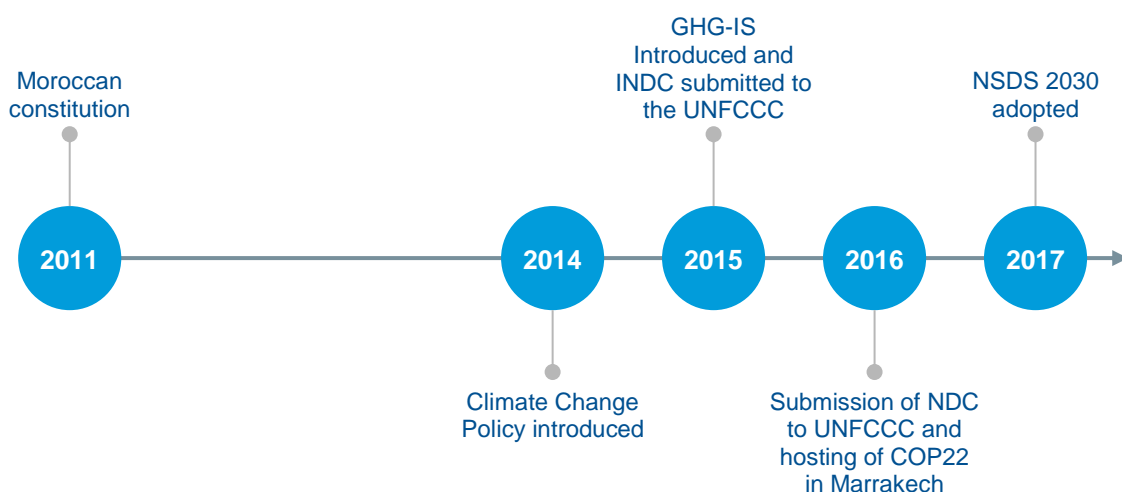 Moroccan
constitution
GHG-IS
Introduced and
INDC submitted to
the UNFCCC
NSDS 2030
adopted
2011
2014
2015
2016
2017
Climate Change
Policy introduced
Submission of NDC
to UNFCCC and
hosting of COP22
in Marrakech